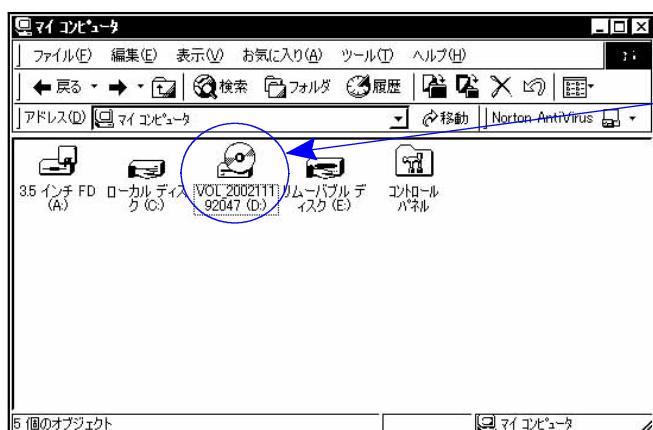 マイ コンピュータ
ファイル(F) 編集(E) 表示(V) お気に入り(A) ツール(T) ヘルプ(H)
戻る 検索 フォルダ 履歴
アドレス(D) マイ コンピュータ 移動 Norton AntiVirus
3.5 インチ FD
(A:)
ローカル ディス
ク (C:)
VOL_2002111
92047 (D:)
リムーバブル デ
ィスク (E:)
コントロール
パネル
5 個のオブジェクト マイ コンピュータ